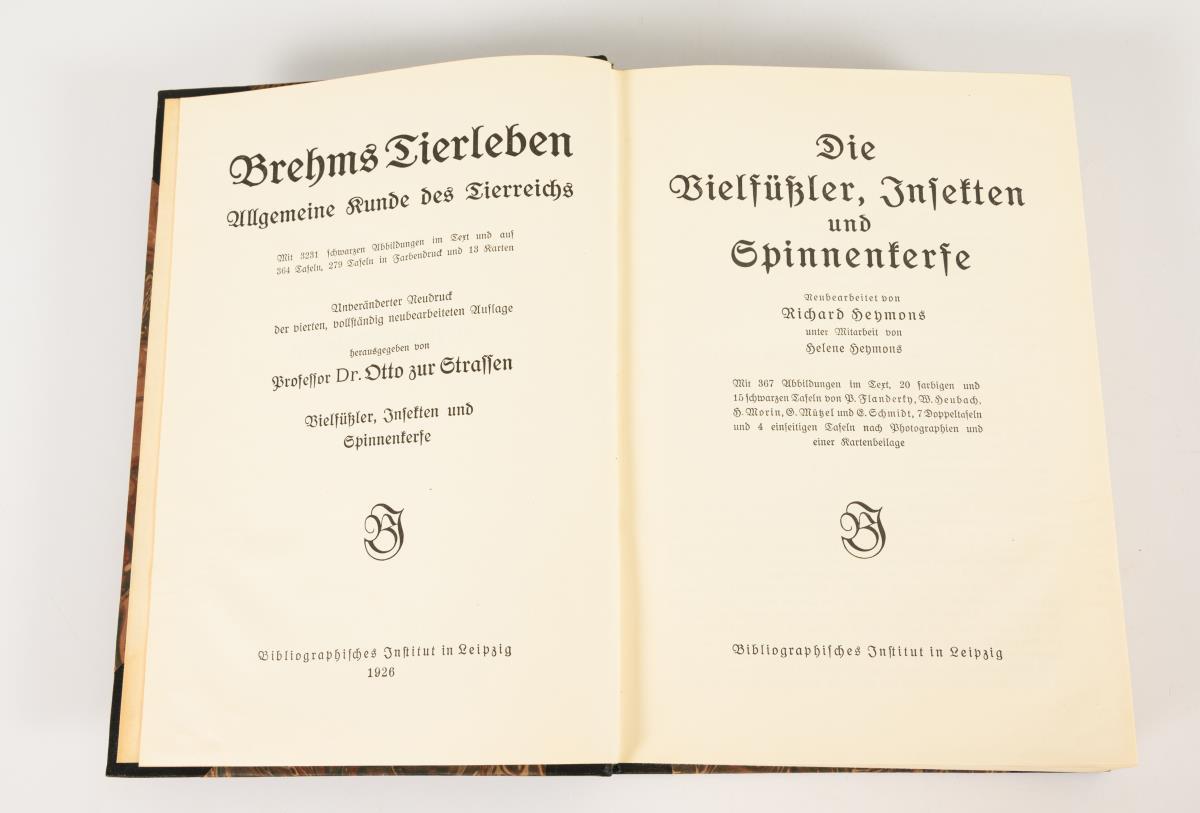 Brehms Tierleben
Allgemeine Kunde des Tierreichs
Mit 3231 schwarzen Abbildungen im Text und auf
364 Tafeln, 279 Tafeln in Farbendruck und 13 Karten
Unveränderter Neudruck
der vierten, vollständig neubearbeiteten Auflage
herausgegeben von
Professor Dr. Otto zur Strassen
Vielfüßler, Insekten und
Spinnenkerfe
BJ
Bibliographisches Institut in Leipzig
1926
Die
Vielfüßler, Insekten
und
Spinnenkerfe
Neubearbeitet von
Richard Heymons
unter Mitarbeit von
Helene Heymons
Mit 367 Abbildungen im Text, 20 farbigen und
15 schwarzen Tafeln von P. Flanderky, W. Heubach,
H. Morin, G. Mützel und E. Schmidt, 7 Doppeltafeln
und 4 einseitigen Tafeln nach Photographien und
einer Kartenbeilage
BJ
Bibliographisches Institut in Leipzig